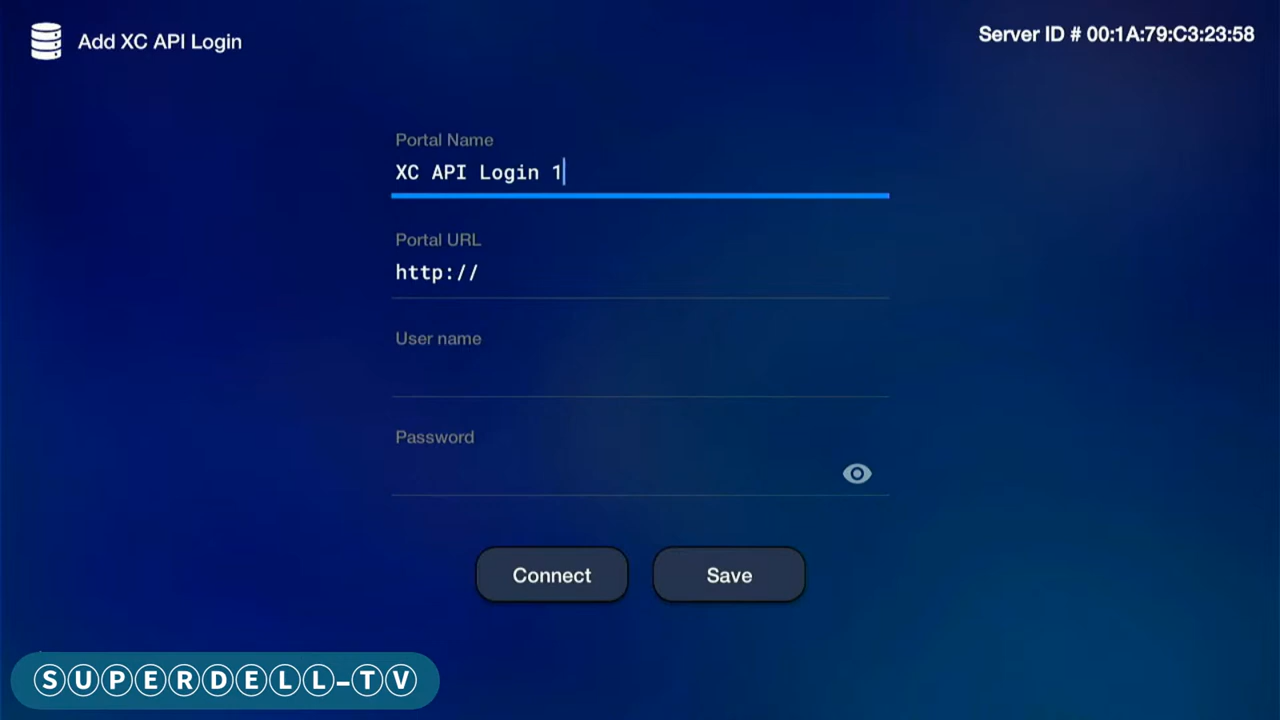 Add XC API Login
Server ID # 00:1A:79:C3:23:58
Portal Name
XC API Login 1
Portal URL
http://
User name
Password
Connect
Save
ⓈⓊⓅⒺⓇⒹⒺⓁⓁ-ⓉⓋ